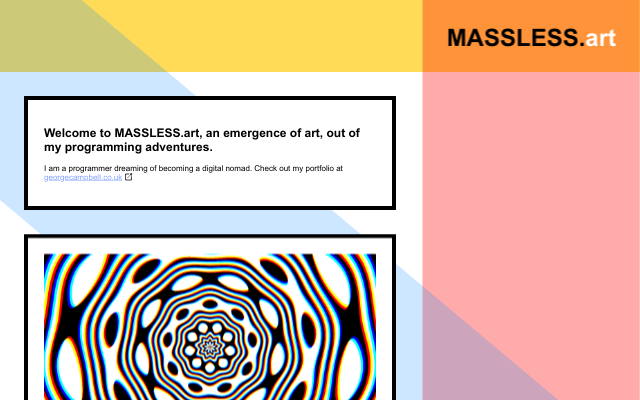 MASSLESS.art
Welcome to MASSLESS.art, an emergence of art, out of
my programming adventures.
I am a programmer dreaming of becoming a digital nomad. Check out my portfolio at
georgecampbell.co.uk